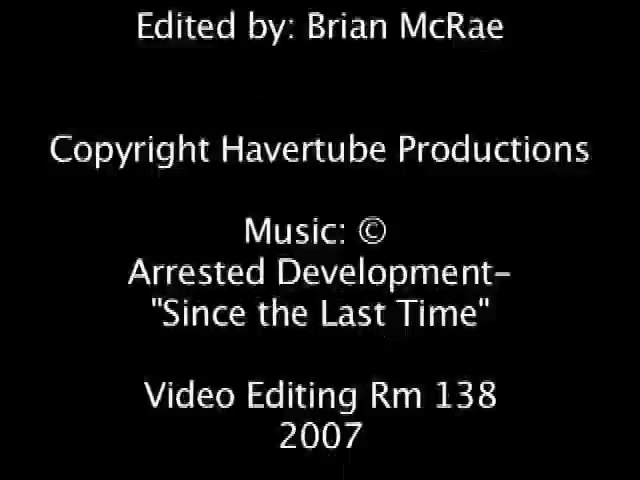 Edited by: Brian McRae
Copyright Havertube Productions
Music: ©
Arrested Development-
"Since the Last Time"
Video Editing Rm 138
2007